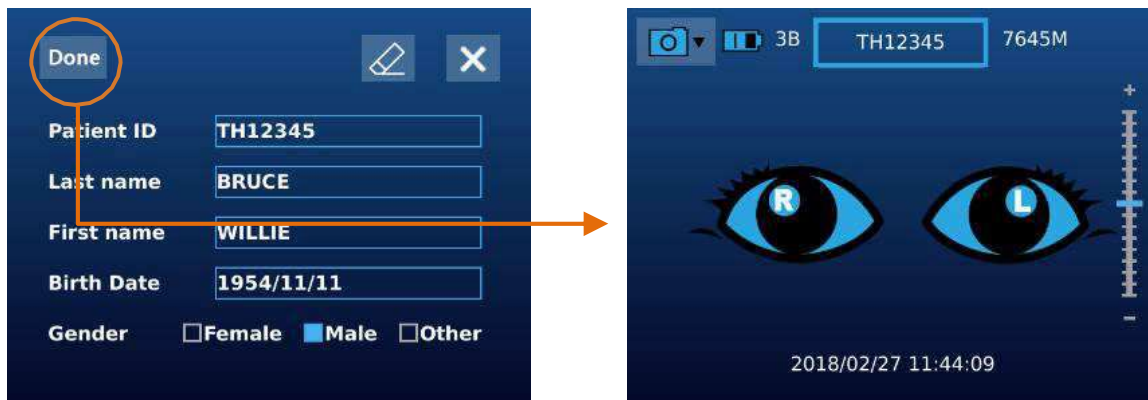 Done
Patient ID TH12345
Last name BRUCE
First name WILLIE
Birth Date 1954/11/11
Gender Female Male Other
3B TH12345 7645M
+
R L
-
2018/02/27 11:44:09